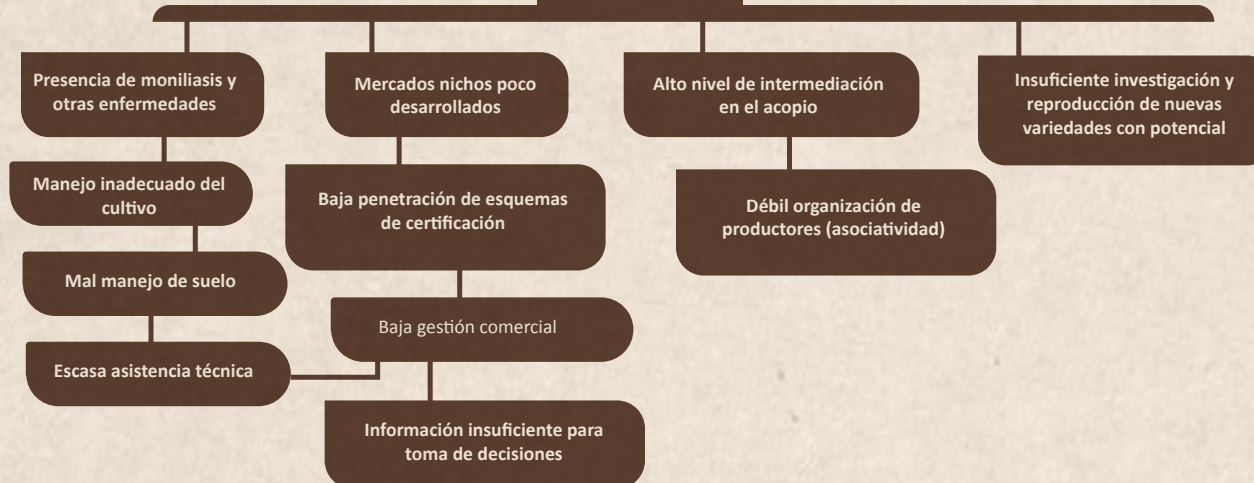 Presencia de moniliasis y
otras enfermedades
Manejo inadecuado del
cultivo
Mal manejo de suelo
Escasa asistencia técnica
Mercados nichos poco
desarrollados
Baja penetración de esquemas
de certificación
Baja gestión comercial
Información insuficiente para
toma de decisiones
Alto nivel de intermediación
en el acopio
Débil organización de
productores (asociatividad)
Insuficiente investigación y
reproducción de nuevas
variedades con potencial